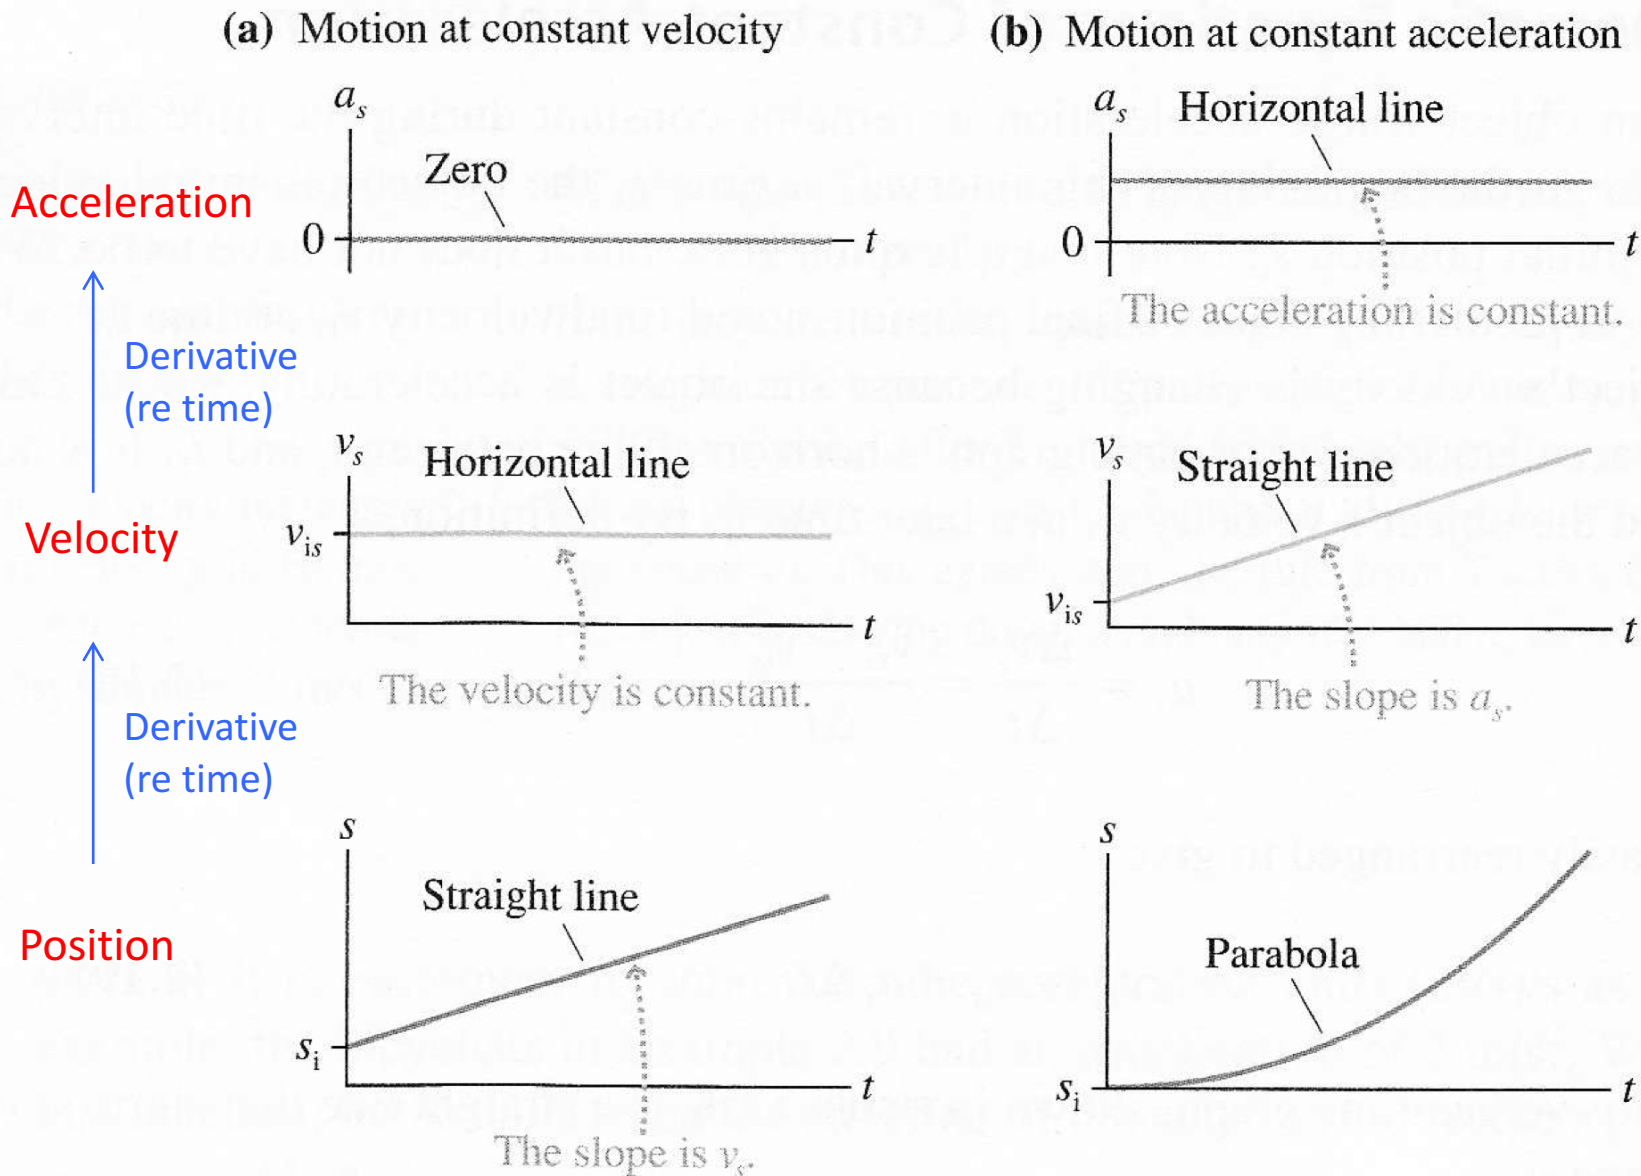 (a) Motion at constant velocity
(b) Motion at constant acceleration
Acceleration
Derivative
(re time)
Velocity
Derivative
(re time)
Position
a_s
Zero
0
t
v_s
Horizontal line
v_is
t
The velocity is constant.
s
Straight line
s_i
t
The slope is v_s.
a_s
Horizontal line
0
t
The acceleration is constant.
v_s
Straight line
v_is
t
The slope is a_s.
s
Parabola
s_i
t